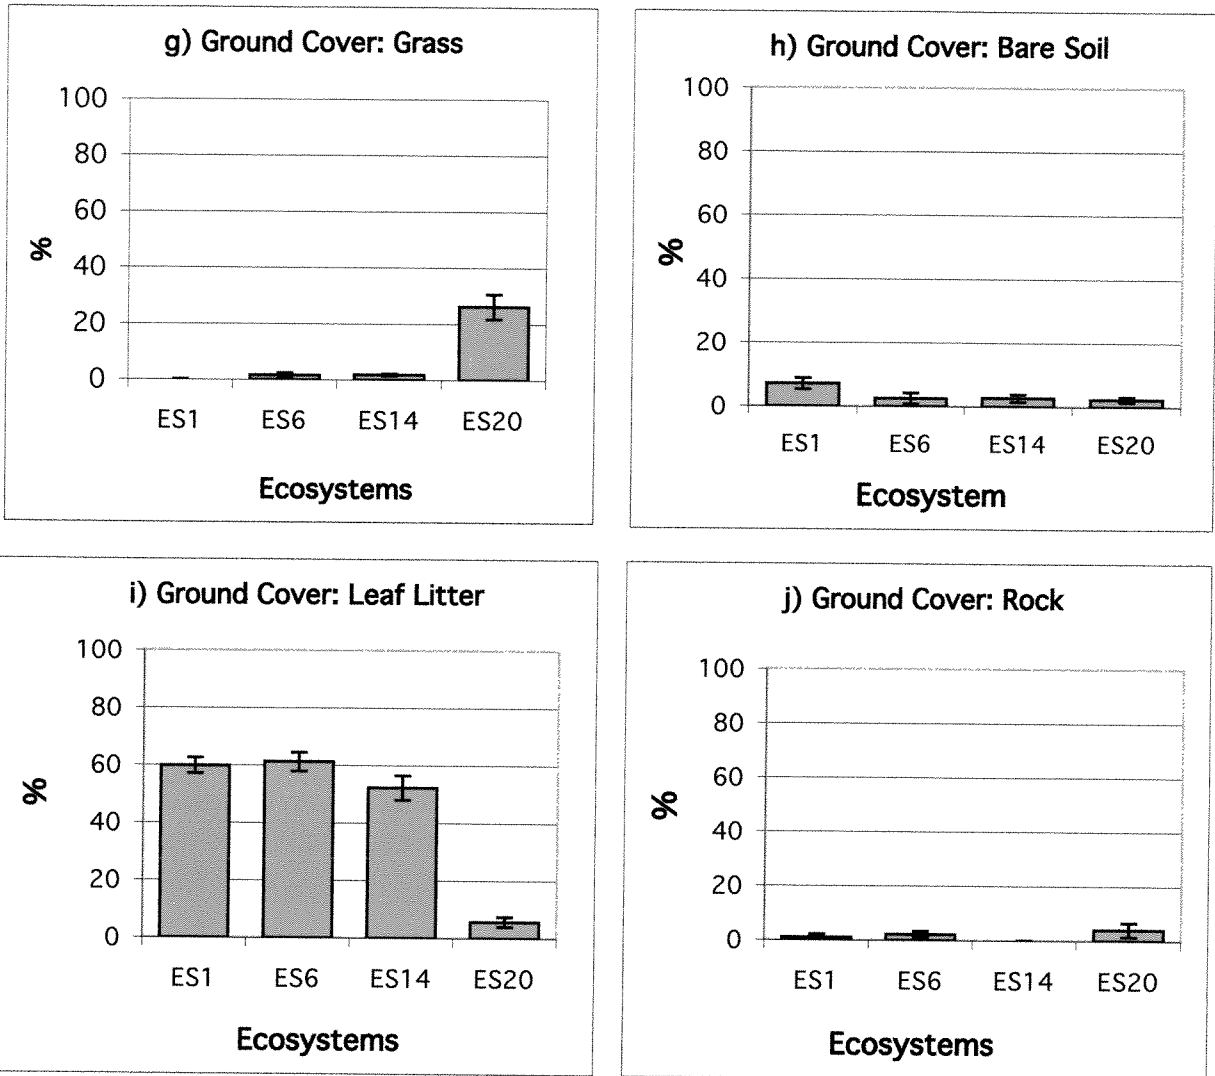 g) Ground Cover: Grass
100
80
60
40
20
0
%
ES1 ES6 ES14 ES20
Ecosystems
h) Ground Cover: Bare Soil
100
80
60
40
20
0
%
ES1 ES6 ES14 ES20
Ecosystem
i) Ground Cover: Leaf Litter
100
80
60
40
20
0
%
ES1 ES6 ES14 ES20
Ecosystems
j) Ground Cover: Rock
100
80
60
40
20
0
%
ES1 ES6 ES14 ES20
Ecosystems